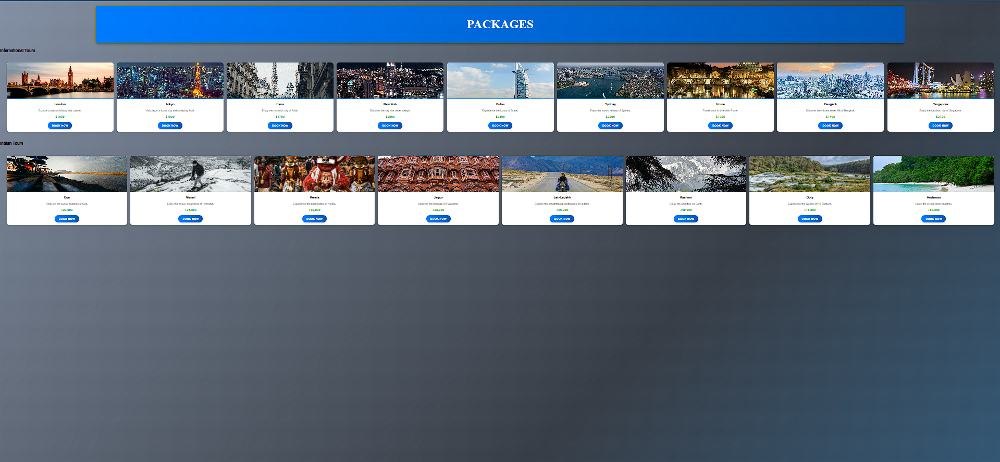 PACKAGES
International Tours
London
Explore London's history and culture.
$1500
BOOK NOW
Tokyo
Visit Japan's iconic city with amazing food.
$1800
BOOK NOW
Paris
Enjoy the romantic city of Paris.
$1700
BOOK NOW
New York
Discover the city that never sleeps!
$2000
BOOK NOW
Dubai
Experience the luxury of Dubai.
$2500
BOOK NOW
Sydney
Enjoy the scenic beauty of Sydney.
$2200
BOOK NOW
Rome
Travel back in time with Rome.
$1900
BOOK NOW
Bangkok
Discover the vibrant street life of Bangkok.
$1400
BOOK NOW
Singapore
Enjoy the futuristic city of Singapore.
$2100
BOOK NOW
Indian Tours
Goa
Relax on the sunny beaches of Goa.
₹20,000
BOOK NOW
Manali
Enjoy the snowy mountains of Himachal.
₹25,000
BOOK NOW
Kerala
Experience the backwaters of Kerala.
₹30,000
BOOK NOW
Jaipur
Discover the heritage of Rajasthan.
₹28,000
BOOK NOW
Leh-Ladakh
Explore the breathtaking landscapes of Ladakh.
₹35,000
BOOK NOW
Kashmir
Enjoy the paradise on Earth.
₹40,000
BOOK NOW
Ooty
Experience the Queen of Hill Stations.
₹18,000
BOOK NOW
Andaman
Enjoy the crystal clear beaches.
₹50,000
BOOK NOW